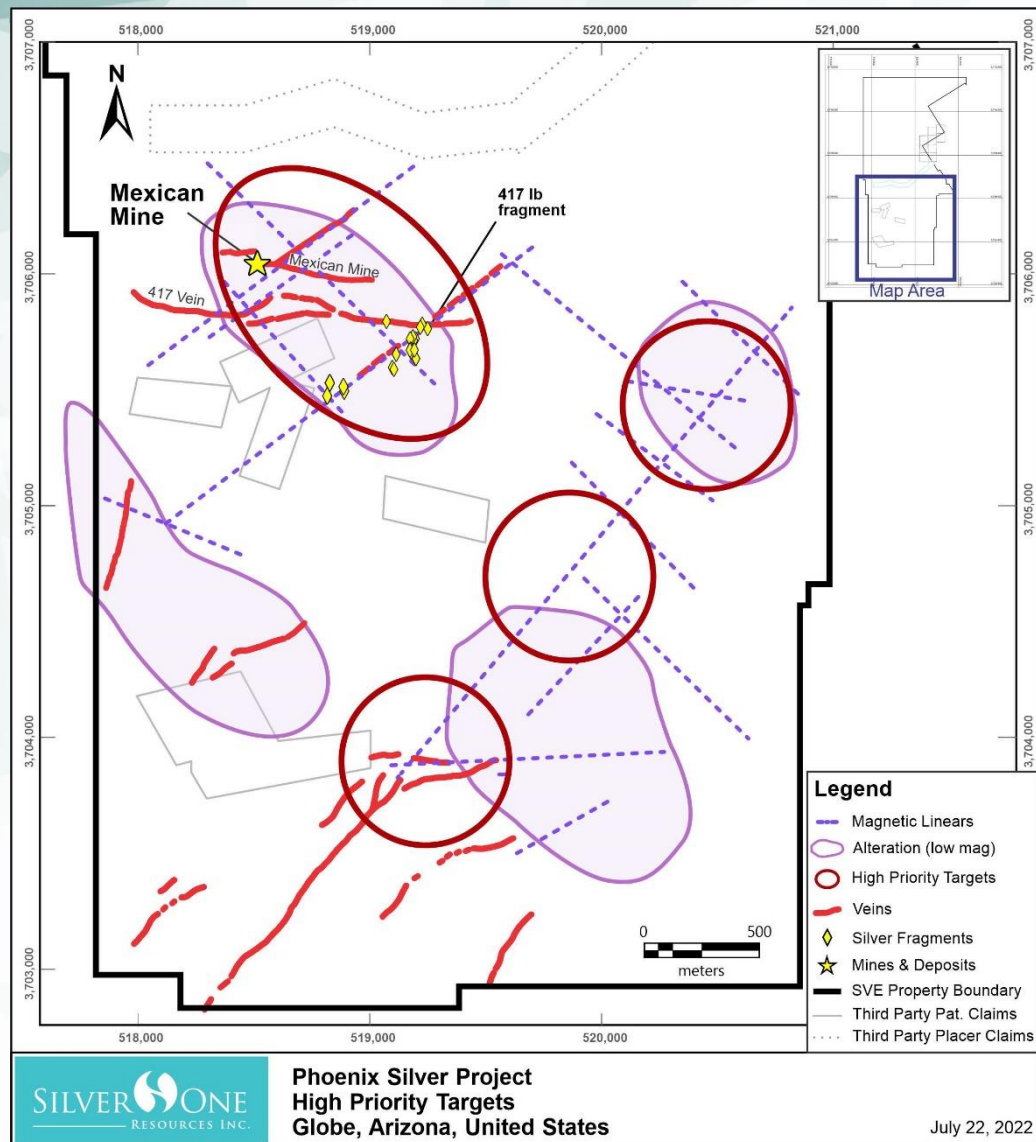 518,000
519,000
520,000
521,000
3,707,000
3,707,000
N
Mexican
Mine
417 lb
fragment
3,706,000
Mexican Mine
417 Vein
Map Area
3,706,000
3,705,000
3,705,000
3,704,000
3,704,000
Legend
Magnetic Linears
Alteration (low mag)
High Priority Targets
Veins
Silver Fragments
Mines & Deposits
SVE Property Boundary
Third Party Pat. Claims
Third Party Placer Claims
0
500
meters
3,703,000
518,000
519,000
520,000
SILVER ONE
RESOURCES INC.
Phoenix Silver Project
High Priority Targets
Globe, Arizona, United States
July 22, 2022